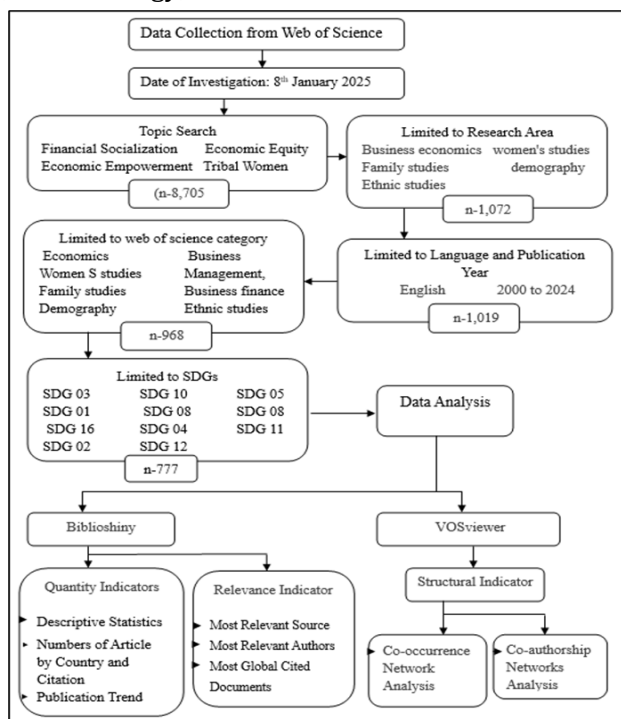 Data Collection from Web of Science
Date of Investigation: 8th January 2025
Topic Search
Financial Socialization Economic Equity
Economic Empowerment Tribal Women
(n-8,705
Limited to Research Area
Business economics women's studies
Family studies demography
Ethnic studies
n-1,072
Limited to Language and Publication
Year
English 2000 to 2024
n-1,019
Limited to web of science category
Economics Business
Women S studies Management,
Family studies Business finance
Demography Ethnic studies
n-968
Limited to SDGs
SDG 03 SDG 10 SDG 05
SDG 01 SDG 08 SDG 08
SDG 16 SDG 04 SDG 11
SDG 02 SDG 12
n-777
Data Analysis
Biblioshiny
VOSviewer
Quantity Indicators
Descriptive Statistics
Numbers of Article
by Country and
Citation
Publication Trend
Relevance Indicator
Most Relevant Source
Most Relevant Authors
Most Global Cited
Documents
Structural Indicator
Co-occurrence
Network
Analysis
Co-authorship
Networks
Analysis